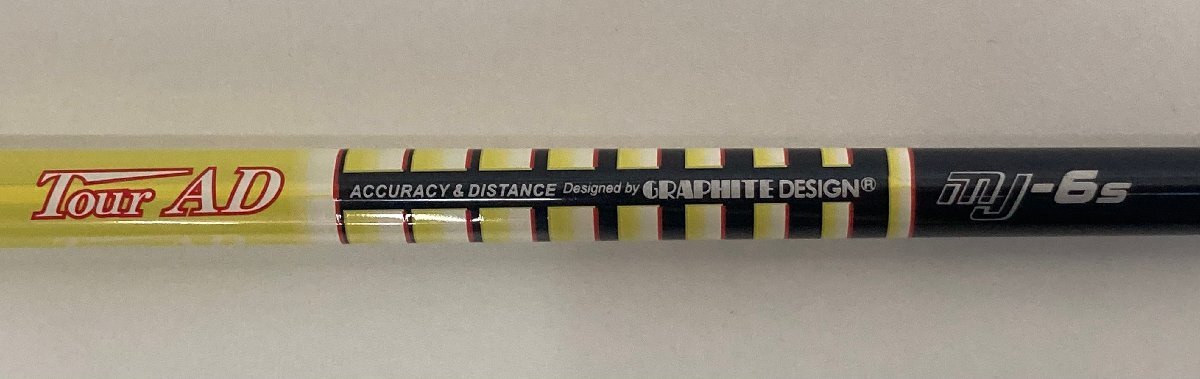 Tour AD ACCURACY & DISTANCE Designed by GRAPHITE DESIGN® MJ-6s